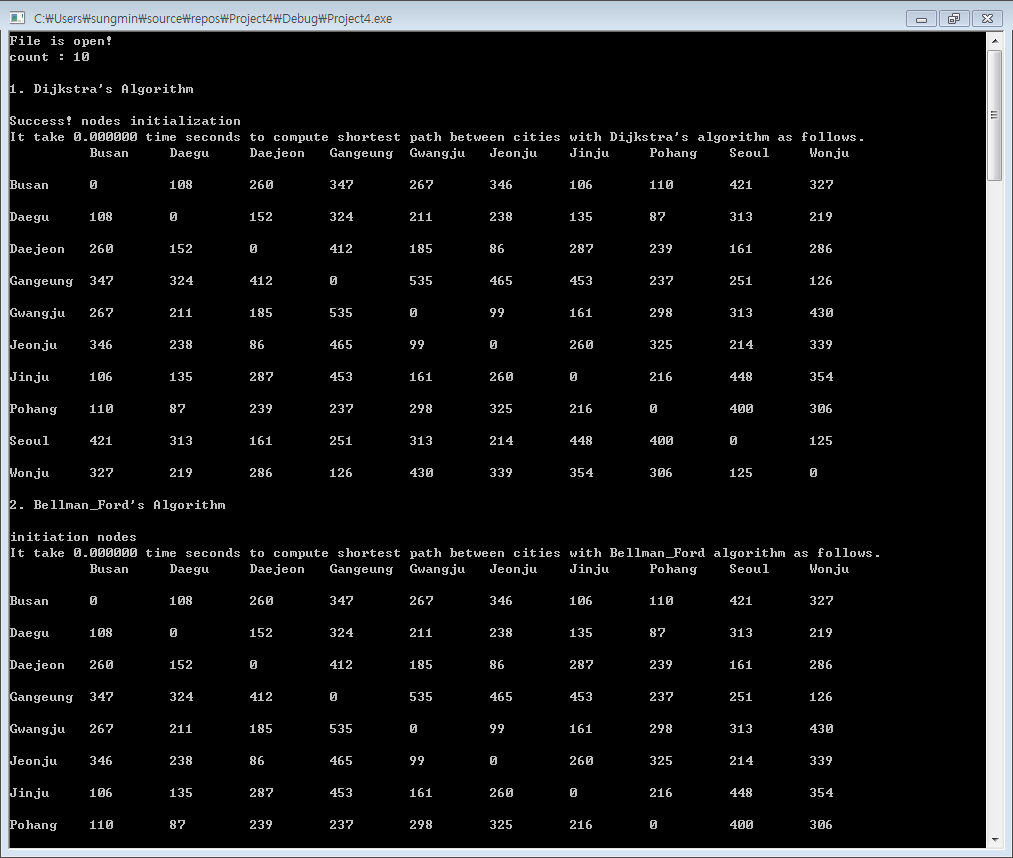 C:₩Users₩sungmin₩source₩repos₩Project4₩Debug₩Project4.exe
File is open!
count : 10
1. Dijkstra's Algorithm
Success! nodes initialization
It take 0.000000 time seconds to compute shortest path between cities with Dijkstra's algorithm as follows.
Busan Daegu Daejeon Gangeung Gwangju Jeonju Jinju Pohang Seoul Wonju
Busan 0 108 260 347 267 346 106 110 421 327
Daegu 108 0 152 324 211 238 135 87 313 219
Daejeon 260 152 0 412 185 86 287 239 161 286
Gangeung 347 324 412 0 535 465 453 237 251 126
Gwangju 267 211 185 535 0 99 161 298 313 430
Jeonju 346 238 86 465 99 0 260 325 214 339
Jinju 106 135 287 453 161 260 0 216 448 354
Pohang 110 87 239 237 298 325 216 0 400 306
Seoul 421 313 161 251 313 214 448 400 0 125
Wonju 327 219 286 126 430 339 354 306 125 0
2. Bellman_Ford's Algorithm
initiation nodes
It take 0.000000 time seconds to compute shortest path between cities with Bellman_Ford algorithm as follows.
Busan Daegu Daejeon Gangeung Gwangju Jeonju Jinju Pohang Seoul Wonju
Busan 0 108 260 347 267 346 106 110 421 327
Daegu 108 0 152 324 211 238 135 87 313 219
Daejeon 260 152 0 412 185 86 287 239 161 286
Gangeung 347 324 412 0 535 465 453 237 251 126
Gwangju 267 211 185 535 0 99 161 298 313 430
Jeonju 346 238 86 465 99 0 260 325 214 339
Jinju 106 135 287 453 161 260 0 216 448 354
Pohang 110 87 239 237 298 325 216 0 400 306